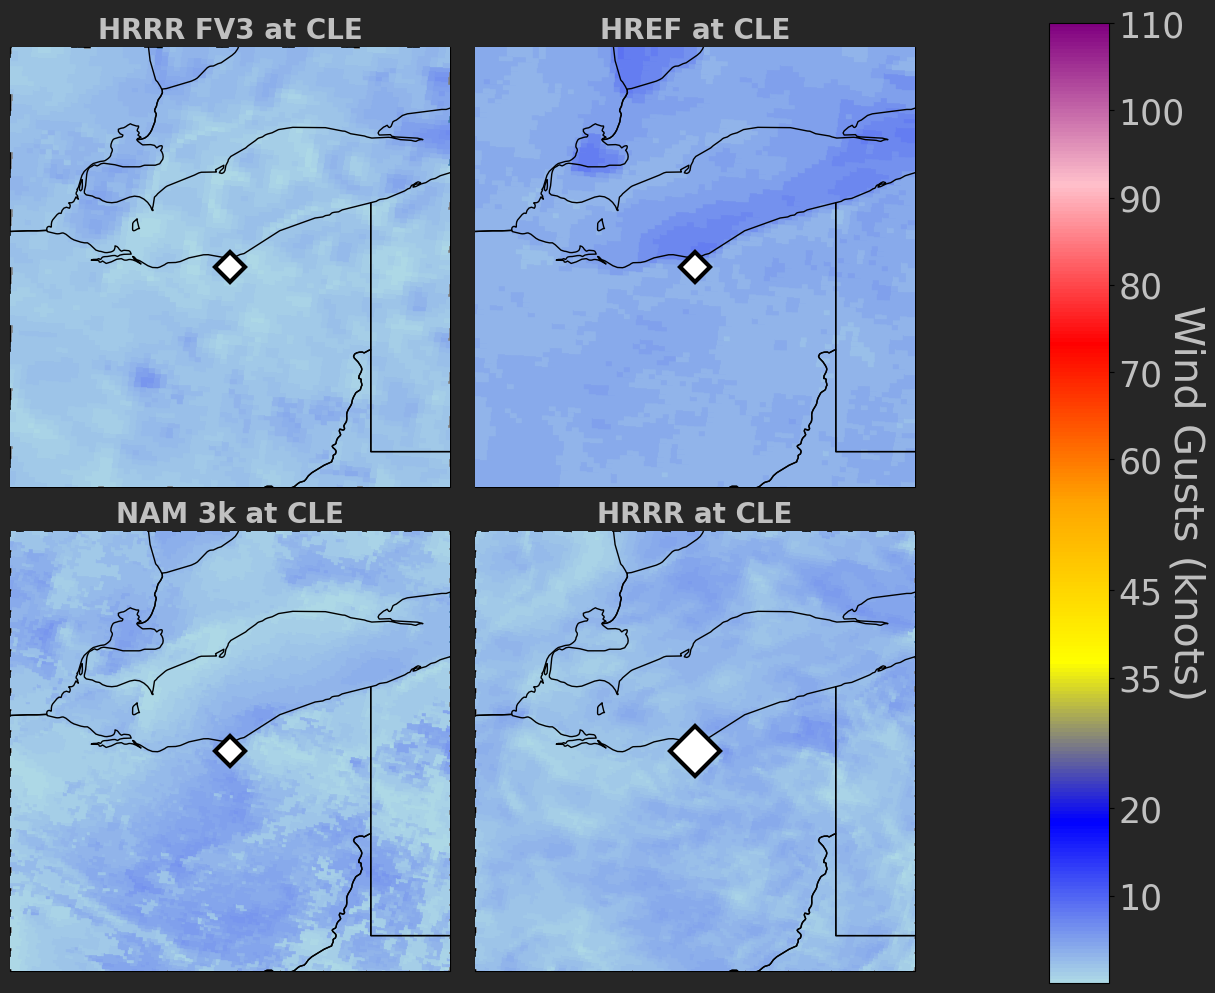 HRRR FV3 at CLE
HREF at CLE
NAM 3k at CLE
HRRR at CLE
110
100
90
80
70
60
45
35
20
10
Wind Gusts (knots)